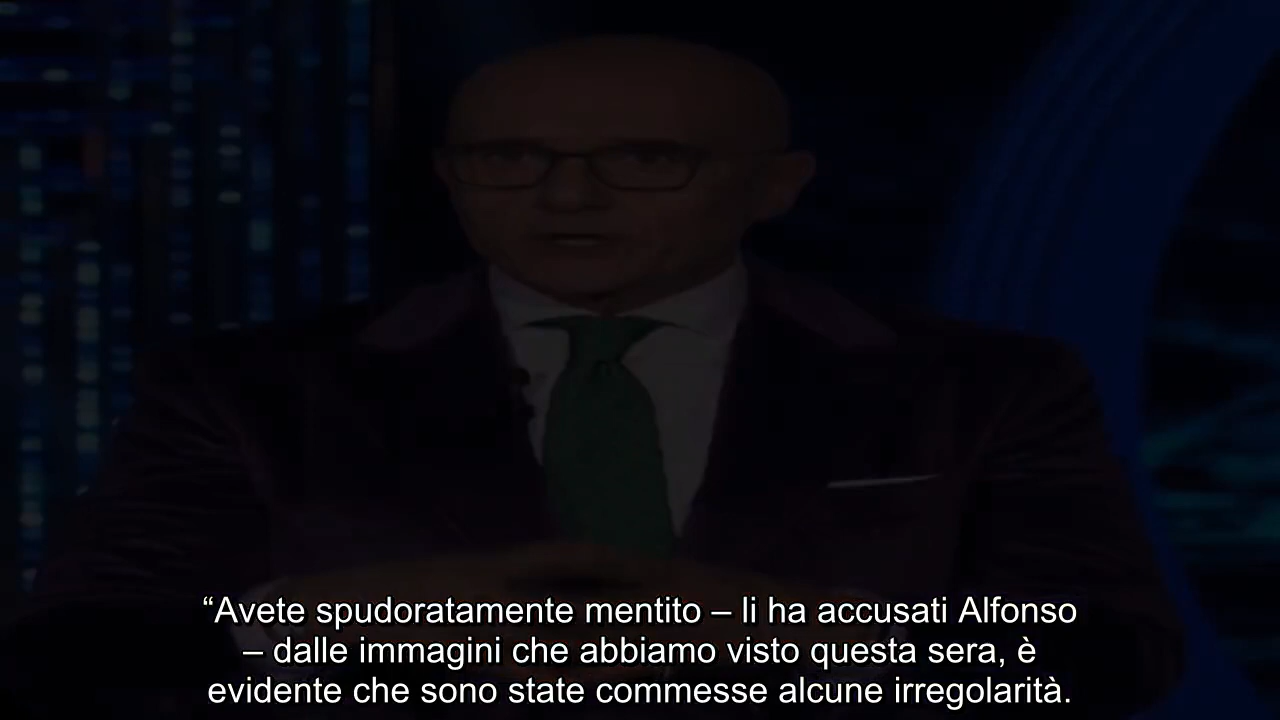 “Avete spudoratamente mentito – li ha accusati Alfonso
– dalle immagini che abbiamo visto questa sera, è
evidente che sono state commesse alcune irregolarità.